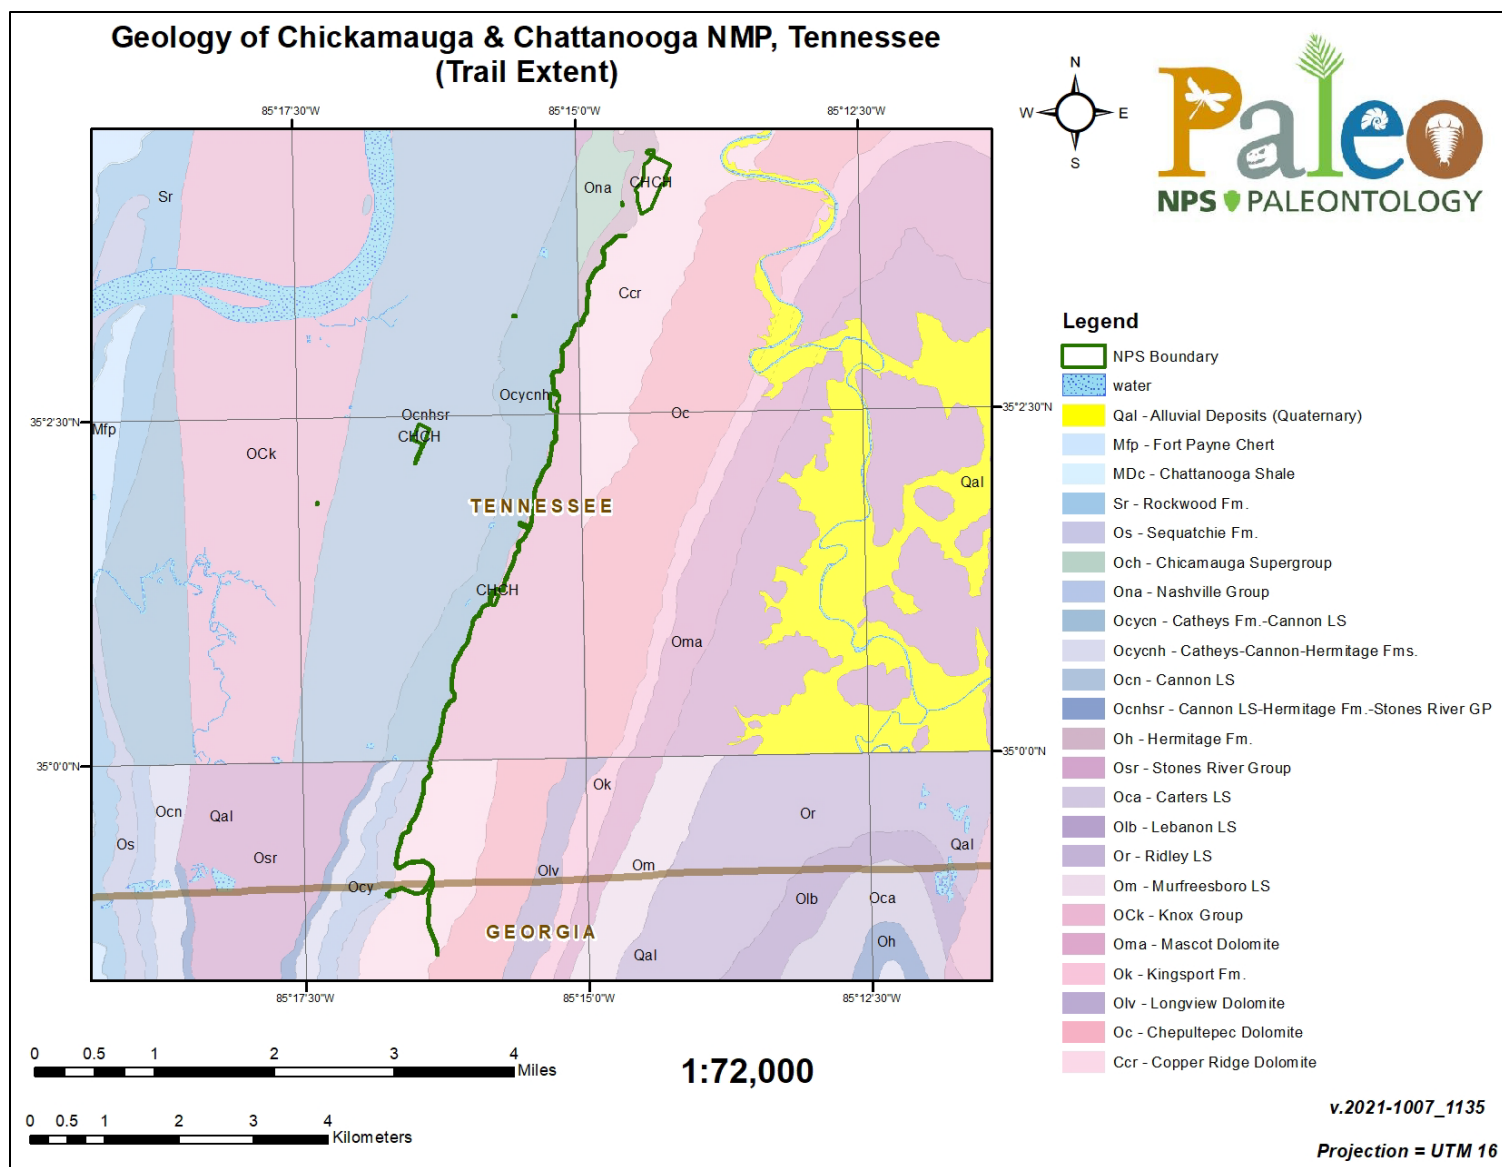 Geology of Chickamauga & Chattanooga NMP, Tennessee
(Trail Extent)
N
W E
S
Paleo
NPS PALEONTOLOGY
85°17'30"W 85°15'0"W 85°12'30"W
Sr
Ona
CHCH
Ccr
Ocycnh
Ocnhsr
CHCH
Oc
35°2'30"N
35°2'30"N
Mfp
OCk
Qal
TENNESSEE
CHCH
Oma
35°0'0"N
35°0'0"N
Ok
Ocn
Qal
Or
Os
Osr
Om
Qal
Olv
Ocy
Olb
Oca
GEORGIA
Oh
Qal
85°17'30"W 85°15'0"W 85°12'30"W
Legend
NPS Boundary
water
Qal - Alluvial Deposits (Quaternary)
Mfp - Fort Payne Chert
MDc - Chattanooga Shale
Sr - Rockwood Fm.
Os - Sequatchie Fm.
Och - Chicamauga Supergroup
Ona - Nashville Group
Ocycn - Catheys Fm.-Cannon LS
Ocycnh - Catheys-Cannon-Hermitage Fms.
Ocn - Cannon LS
Ocnhsr - Cannon LS-Hermitage Fm.-Stones River GP
Oh - Hermitage Fm.
Osr - Stones River Group
Oca - Carters LS
Olb - Lebanon LS
Or - Ridley LS
Om - Murfreesboro LS
OCk - Knox Group
Oma - Mascot Dolomite
Ok - Kingsport Fm.
Olv - Longview Dolomite
Oc - Chepultepec Dolomite
Ccr - Copper Ridge Dolomite
0 0.5 1 2 3 4
Miles
1:72,000
0 0.5 1 2 3 4
Kilometers
v.2021-1007_1135
Projection = UTM 16